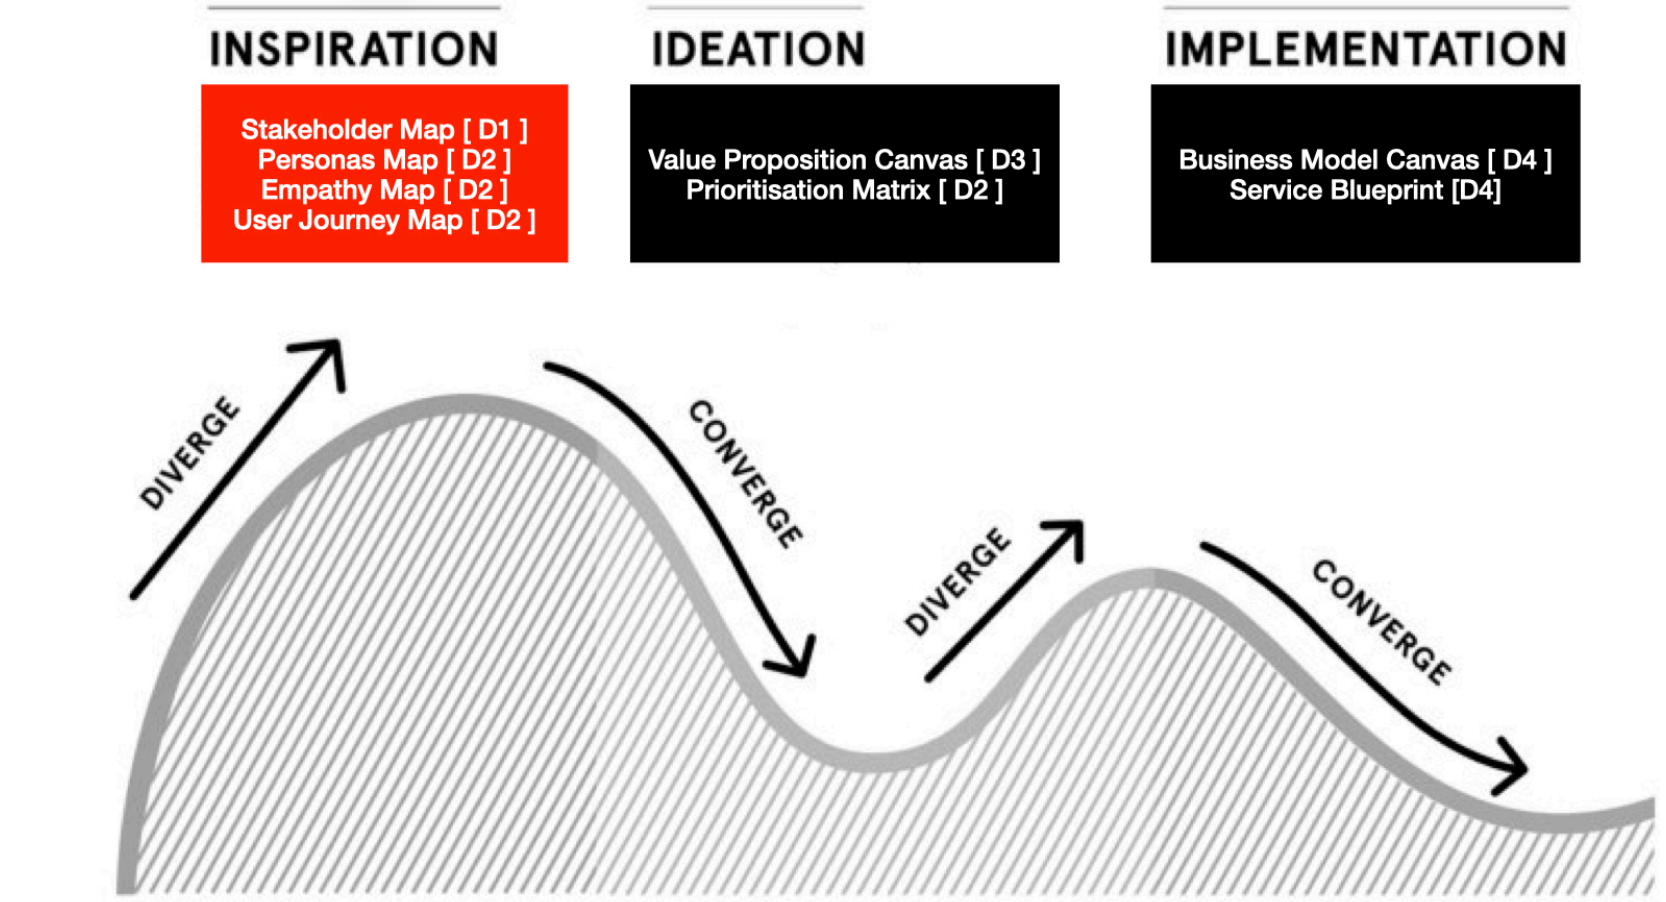 INSPIRATION
Stakeholder Map [ D1 ]
Personas Map [ D2 ]
Empathy Map [ D2 ]
User Journey Map [ D2 ]
IDEATION
Value Proposition Canvas [ D3 ]
Prioritisation Matrix [ D2 ]
IMPLEMENTATION
Business Model Canvas [ D4 ]
Service Blueprint [D4]
DIVERGE
CONVERGE
DIVERGE
CONVERGE